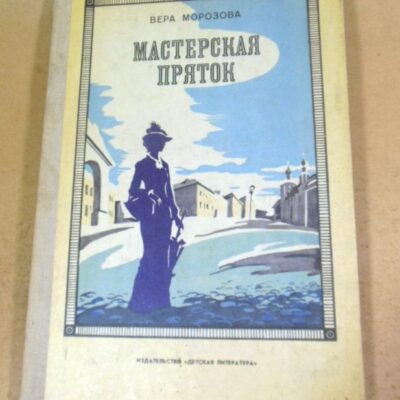 ВЕРА МОРОЗОВА
МАСТЕРСКАЯ
ПРЯТОК
ИЗДАТЕЛЬСТВО «ДЕТСКАЯ ЛИТЕРАТУРА»